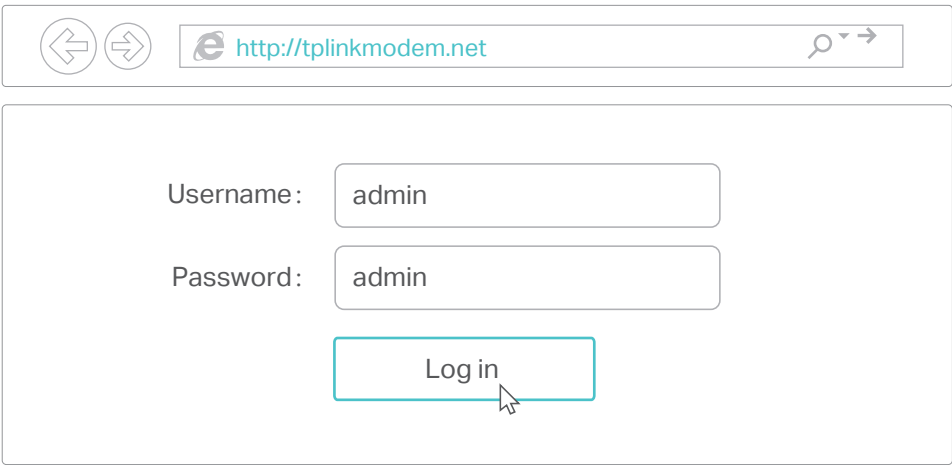 http://tplinkmodem.net
Username: admin
Password: admin
Log in